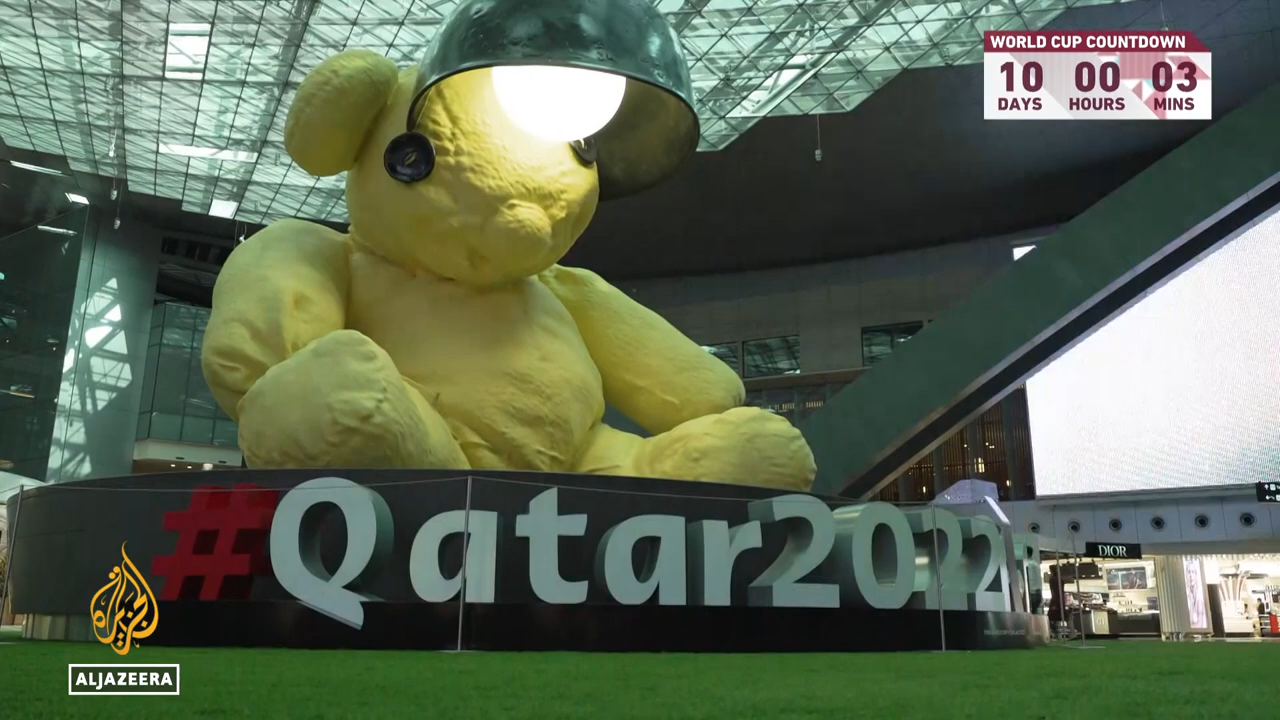 WORLD CUP COUNTDOWN
10 00 03
DAYS HOURS MINS
#Qatar2022
DIOR
الجزيرة
ALJAZEERA